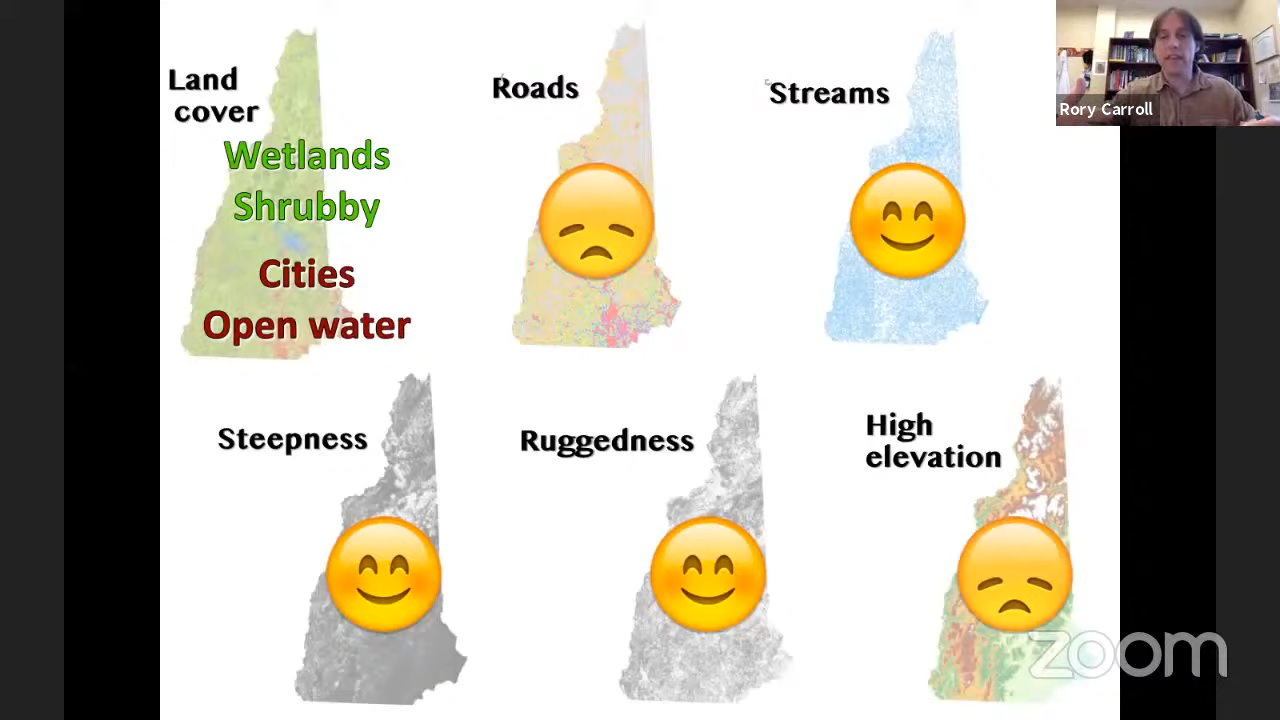 Land
cover
Wetlands
Shrubby
Cities
Open water
Roads
Streams
Rory Carroll
Steepness
Ruggedness
High
elevation
zoom